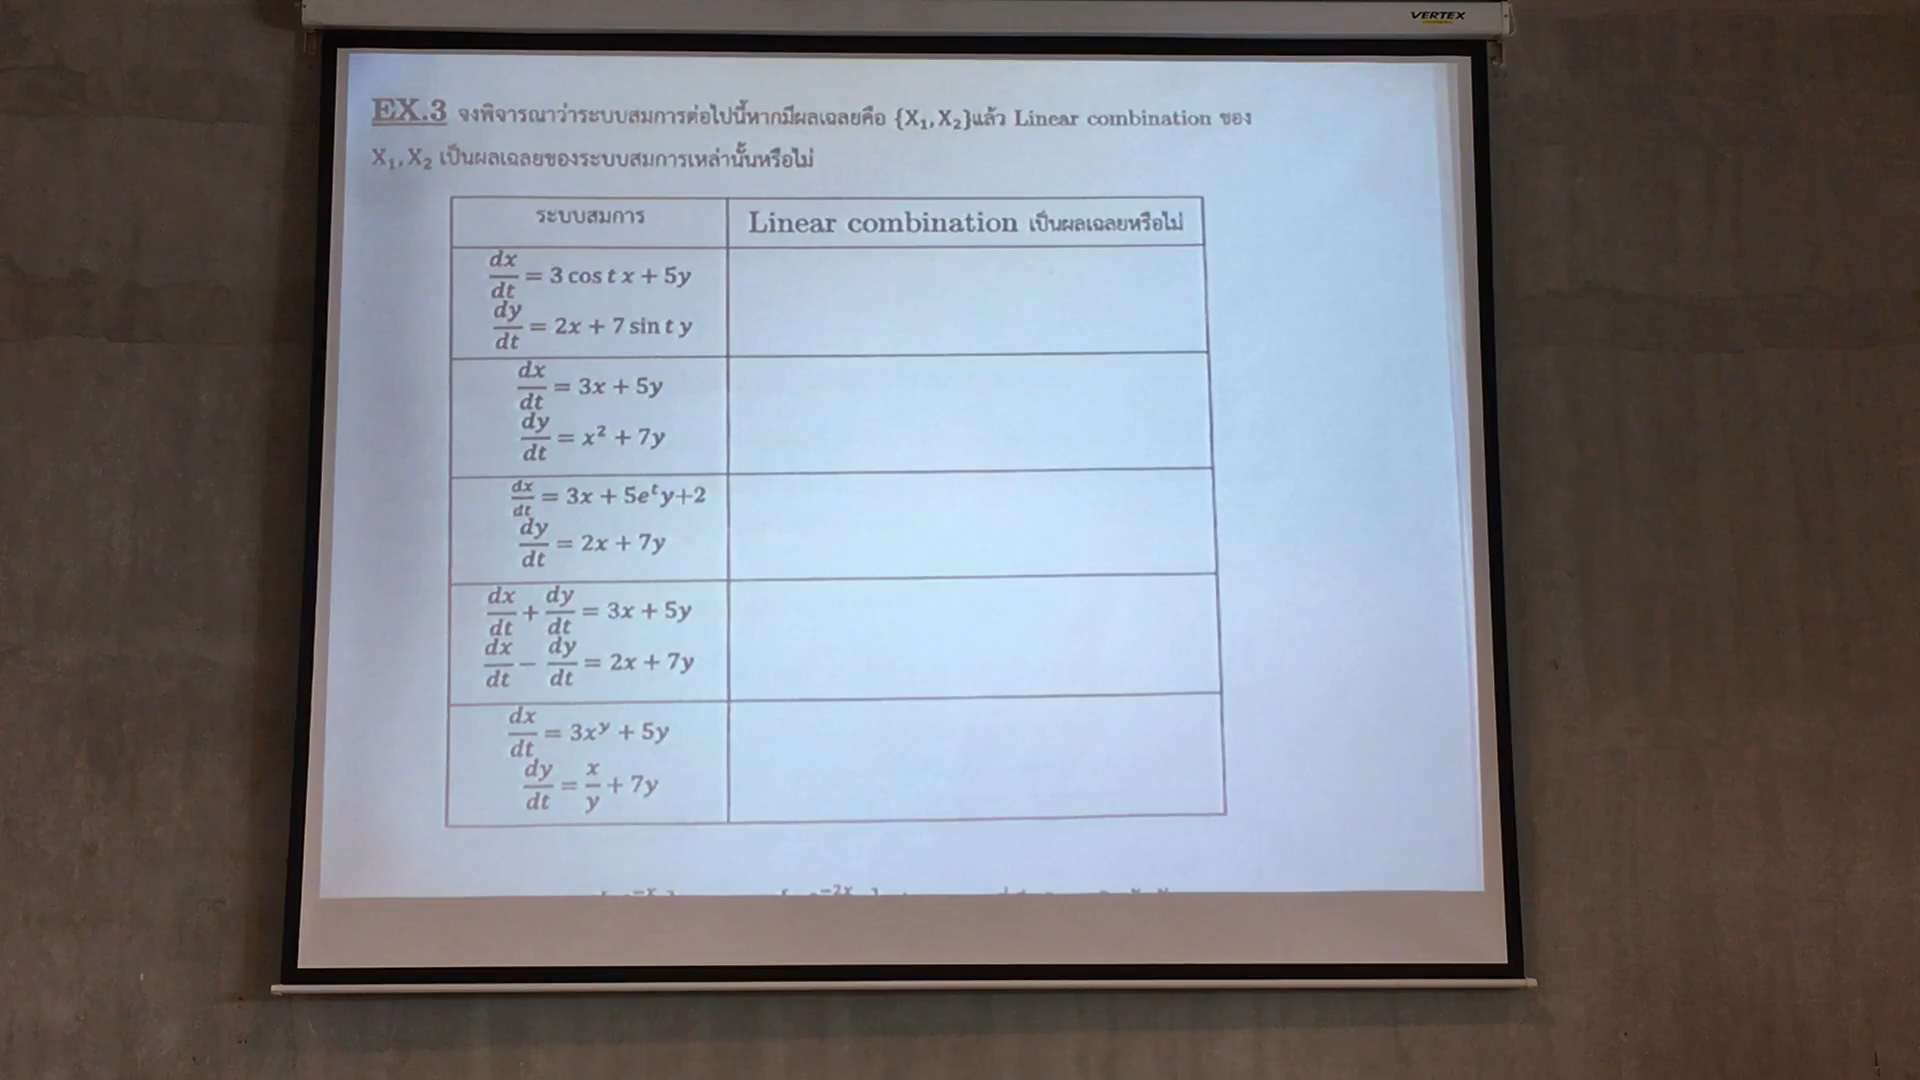 VERTEX
EX.3 จงพิจารณาว่าระบบสมการต่อไปนี้หากมีผลเฉลยคือ {X₁, X₂}แล้ว Linear combination ของ
X₁, X₂ เป็นผลเฉลยของระบบสมการเหล่านั้นหรือไม่
ระบบสมการ
Linear combination เป็นผลเฉลยหรือไม่
dx/dt = 3 cos t x + 5y
dy/dt = 2x + 7 sin t y
dx/dt = 3x + 5y
dy/dt = x² + 7y
dx/dt = 3x + 5eᵗy+2
dy/dt = 2x + 7y
dx/dt + dy/dt = 3x + 5y
dx/dt − dy/dt = 2x + 7y
dx/dt = 3xʸ + 5y
dy/dt = x/y + 7y